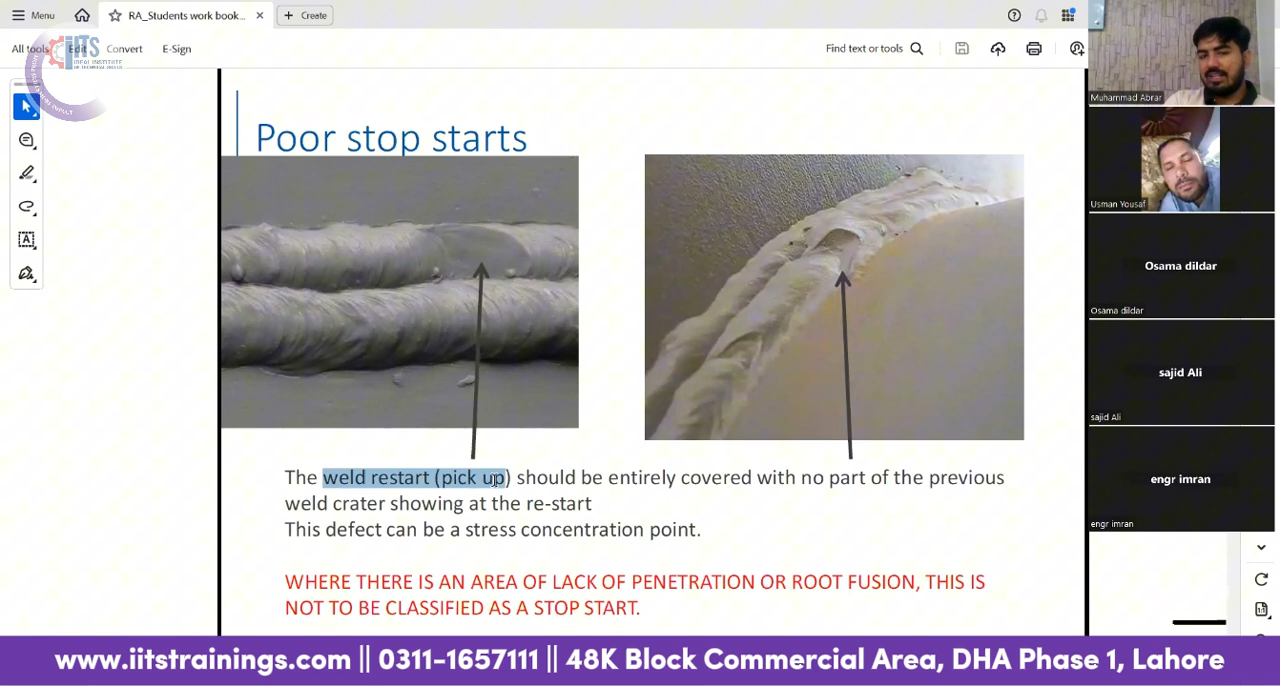 Menu
RA_Students work book...
Create
All tools
Edit
Convert
E-Sign
Find text or tools
IITS
IDEAL INSTITUTE
Poor stop starts
The weld restart (pick up) should be entirely covered with no part of the previous
weld crater showing at the re-start
This defect can be a stress concentration point.
WHERE THERE IS AN AREA OF LACK OF PENETRATION OR ROOT FUSION, THIS IS
NOT TO BE CLASSIFIED AS A STOP START.
Muhammad Abrar
Usman Yousaf
Osama dildar
Osama dildar
sajid Ali
sajid Ali
engr imran
engr imran
www.iitstrainings.com || 0311-1657111 || 48K Block Commercial Area, DHA Phase 1, Lahore